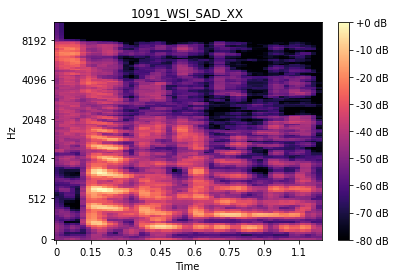 1091_WSI_SAD_XX
Hz
8192
4096
2048
1024
512
0
0 0.15 0.3 0.45 0.6 0.75 0.9 1.1
Time
+0 dB
-10 dB
-20 dB
-30 dB
-40 dB
-50 dB
-60 dB
-70 dB
-80 dB